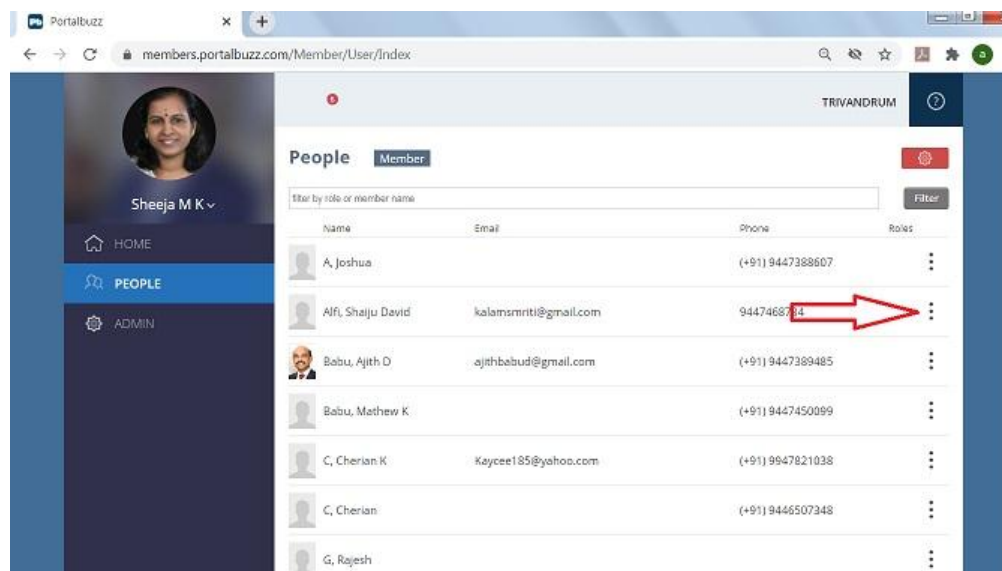 Portalbuzz
members.portalbuzz.com/Member/User/Index
TRIVANDRUM
People Member
Sheeja M K
filter by role or member name Filter
Name Email Phone Roles
HOME
A, Joshua (+91) 9447388607
PEOPLE
Alfi, Shaiju David kalamsmriti@gmail.com
ADMIN
Babu, Ajith D ajithbabud@gmail.com (+91) 9447389485
Babu, Mathew K (+91) 9447450099
C, Cherian K Kaycee185@yahoo.com (+91) 9947821038
C, Cherian (+91) 9446507348
G, Rajesh